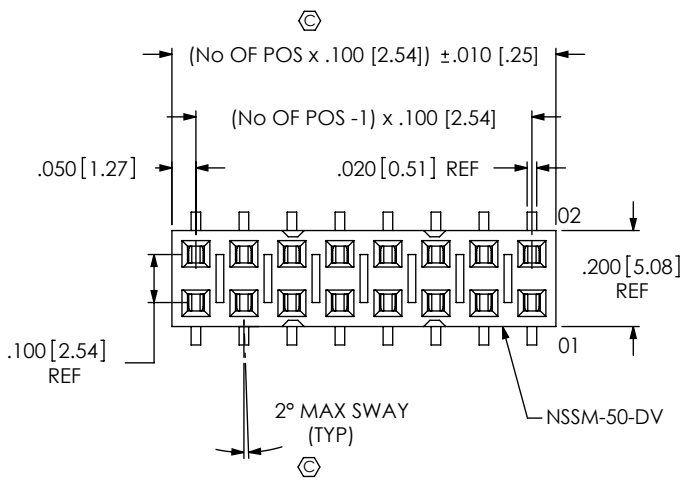 C
(No OF POS x .100 [2.54]) ±.010 [.25]
(No OF POS -1) x .100 [2.54]
.050 [1.27]
.020 [0.51] REF
02
.200 [5.08]
REF
.100 [2.54]
REF
01
2° MAX SWAY
(TYP)
NSSM-50-DV
C